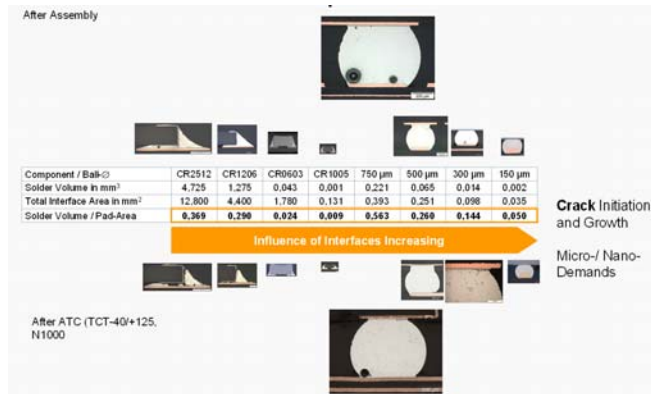 After Assembly
Component / Ball-∅ CR2512 CR1206 CR0603 CR1005 750 µm 500 µm 300 µm 150 µm
Solder Volume in mm³ 4,725 1,275 0,043 0,001 0,221 0,065 0,014 0,002
Total Interface Area in mm² 12,800 4,400 1,780 0,131 0,393 0,251 0,098 0,035
Solder Volume / Pad-Area 0,369 0,290 0,024 0,009 0,563 0,260 0,144 0,050
Influence of Interfaces Increasing
Crack Initiation
and Growth
Micro-/ Nano-
Demands
After ATC (TCT-40/+125,
N1000